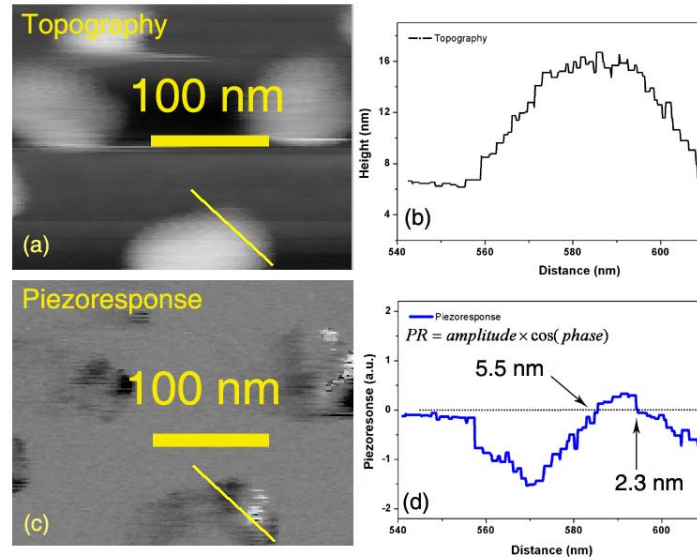 Topography
100 nm
(a)
Topography
16
12
8
4
Height (nm)
540
560
580
600
Distance (nm)
(b)
Piezoresponse
100 nm
(c)
Piezoresponse
PR = amplitude × cos( phase)
5.5 nm
2.3 nm
2
1
0
-1
-2
Piezoresonse (a.u.)
(d)
540
560
580
600
Distance (nm)